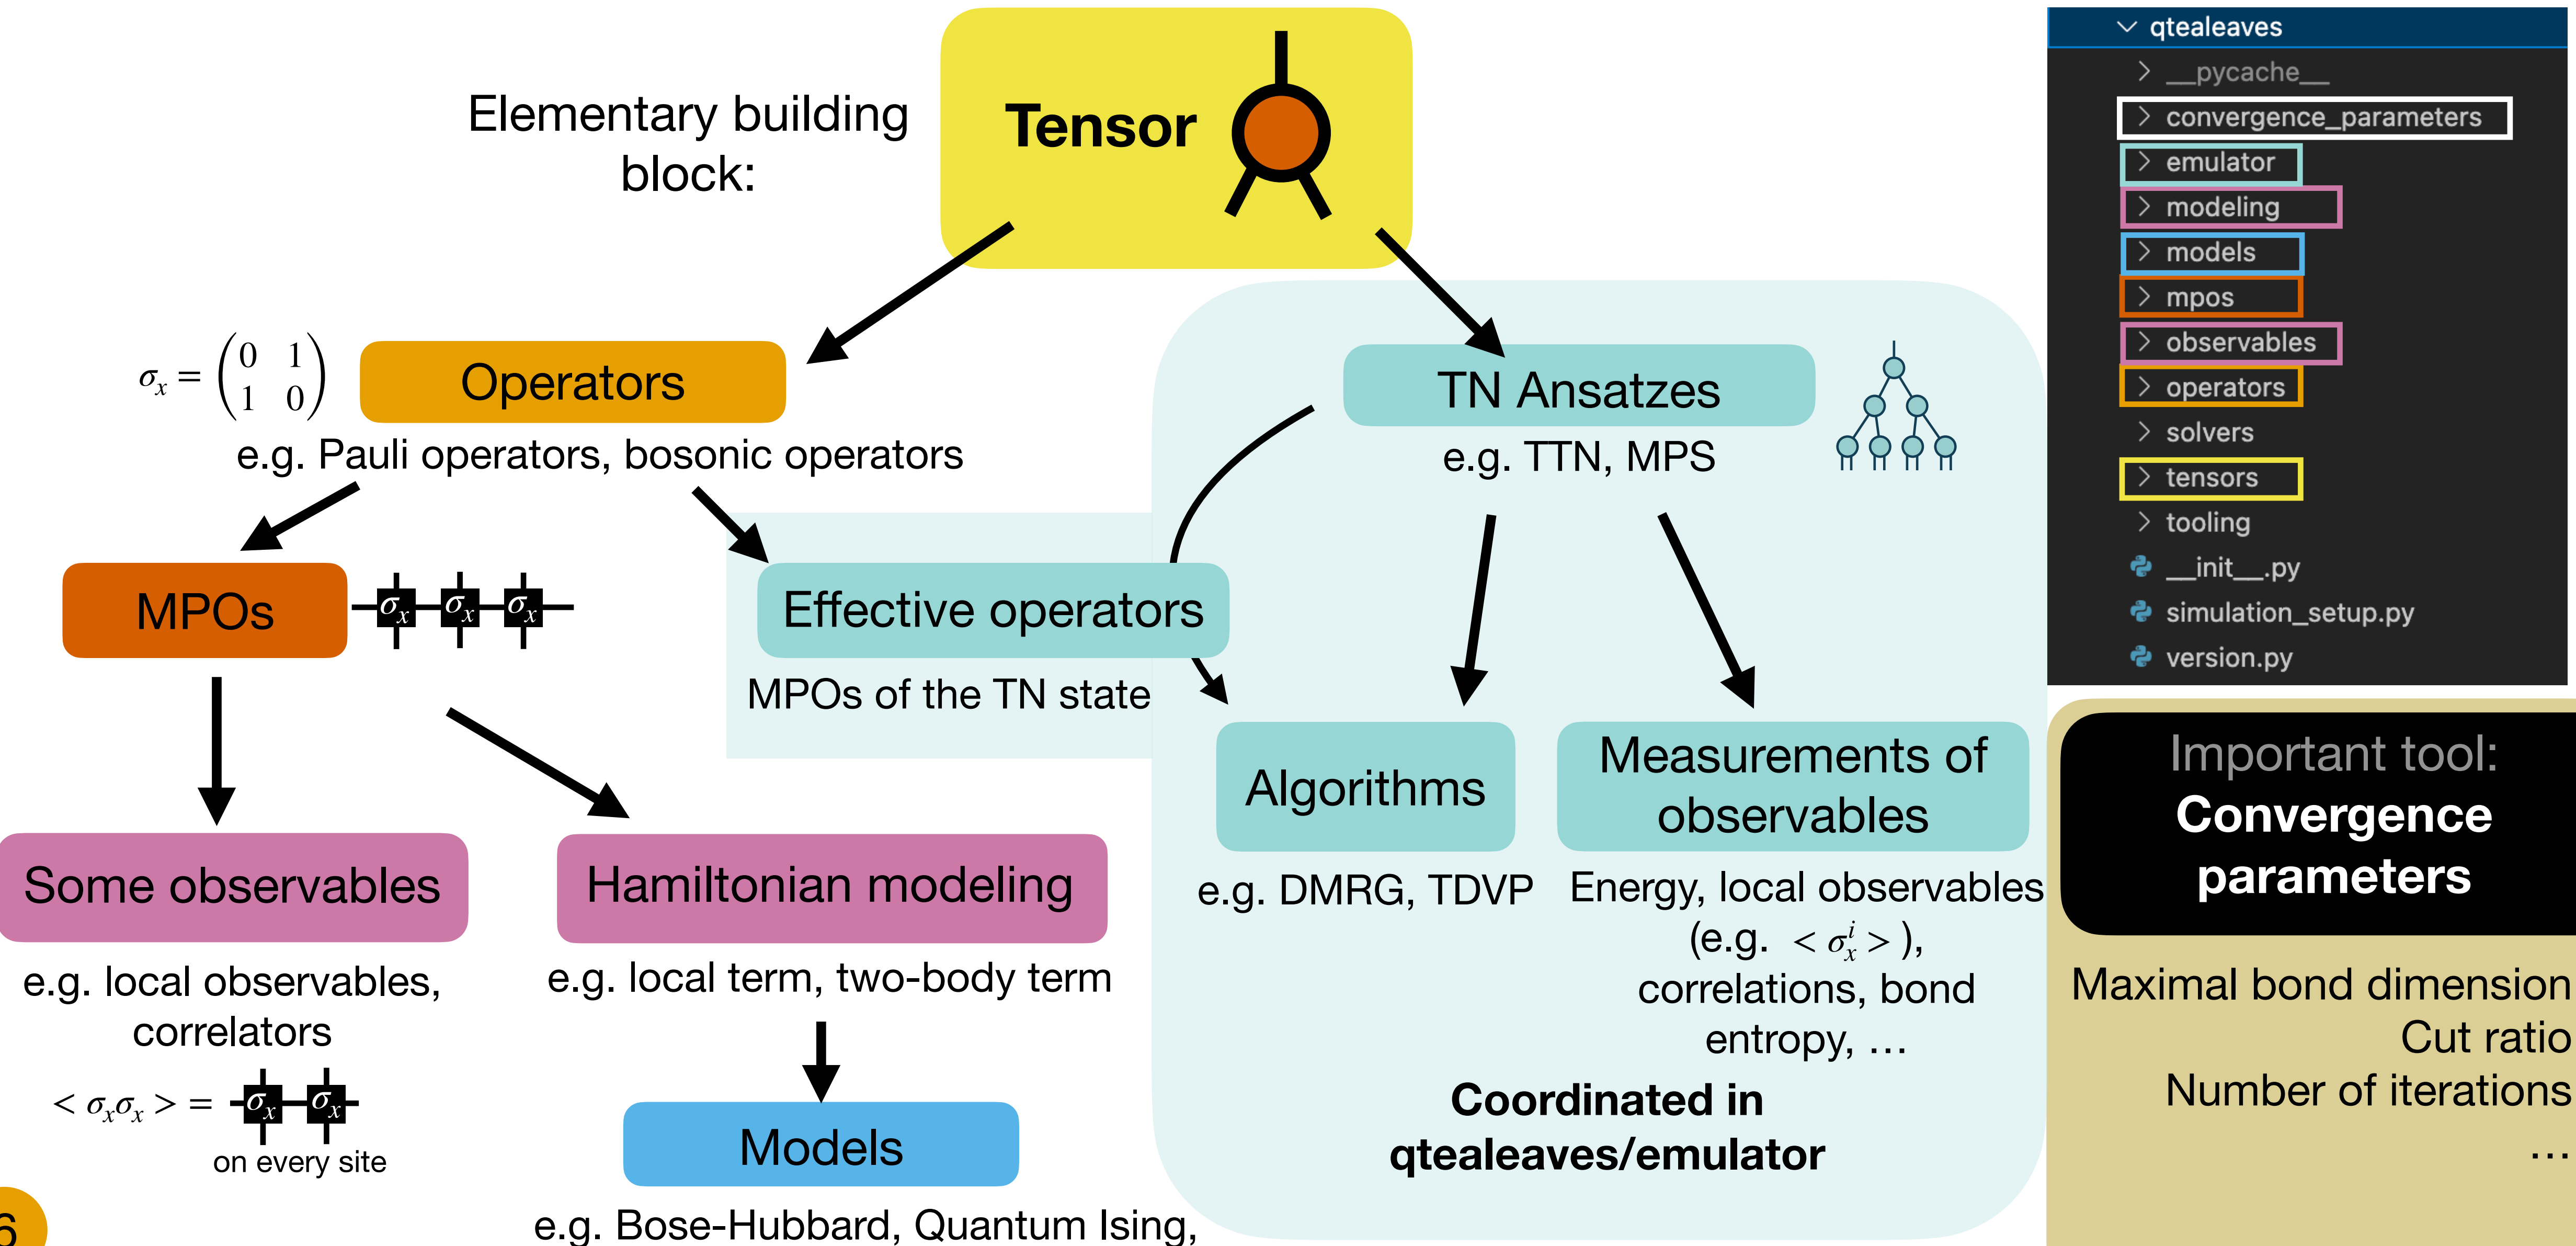 Elementary building
block:
Tensor
σx = (0 1
1 0)
Operators
e.g. Pauli operators, bosonic operators
TN Ansatzes
e.g. TTN, MPS
MPOs
σx σx σx
Effective operators
MPOs of the TN state
Some observables
e.g. local observables,
correlators
< σxσx > = σx σx
on every site
Hamiltonian modeling
e.g. local term, two-body term
Models
e.g. Bose-Hubbard, Quantum Ising,
Algorithms
e.g. DMRG, TDVP
Measurements of
observables
Energy, local observables
(e.g. < σ_x^i > ),
correlations, bond
entropy, …
Coordinated in
qtealeaves/emulator
qtealeaves
__pycache__
convergence_parameters
emulator
modeling
models
mpos
observables
operators
solvers
tensors
tooling
__init__.py
simulation_setup.py
version.py
Important tool:
Convergence
parameters
Maximal bond dimension
Cut ratio
Number of iterations
…